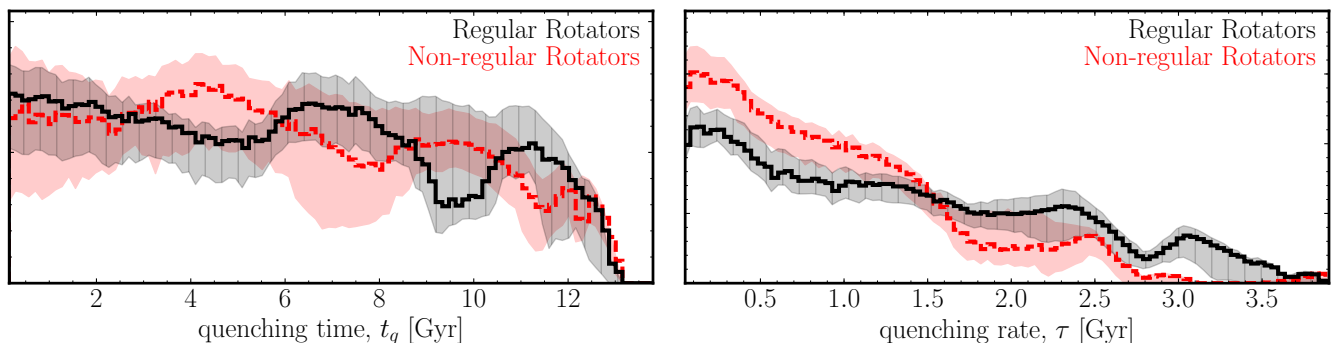 Regular Rotators
Non-regular Rotators
2 4 6 8 10 12
quenching time, t_q [Gyr]
Regular Rotators
Non-regular Rotators
0.5 1.0 1.5 2.0 2.5 3.0 3.5
quenching rate, τ [Gyr]